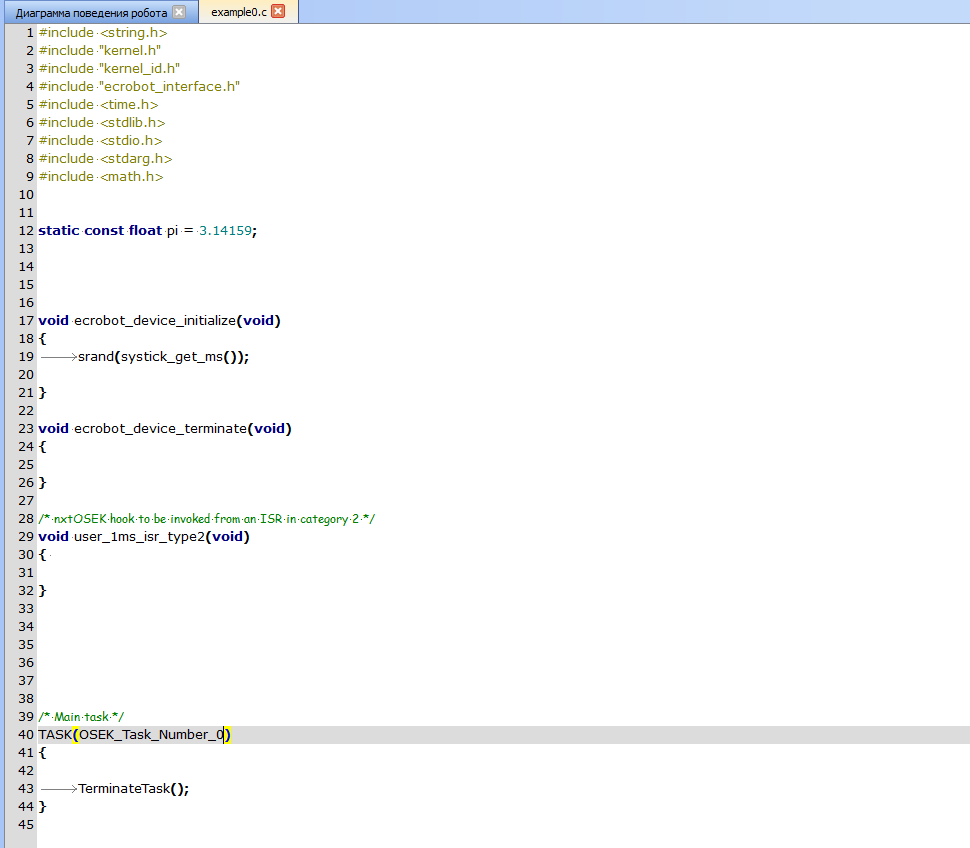 Диаграмма поведения робота example0.c
1 #include <string.h>
2 #include "kernel.h"
3 #include "kernel_id.h"
4 #include "ecrobot_interface.h"
5 #include <time.h>
6 #include <stdlib.h>
7 #include <stdio.h>
8 #include <stdarg.h>
9 #include <math.h>
10
11
12 static const float pi = 3.14159;
13
14
15
16
17 void ecrobot_device_initialize(void)
18 {
19 srand(systick_get_ms());
20
21 }
22
23 void ecrobot_device_terminate(void)
24 {
25
26 }
27
28 /* nxtOSEK hook to be invoked from an ISR in category 2 */
29 void user_1ms_isr_type2(void)
30 {
31
32 }
33
34
35
36
37
38
39 /* Main task */
40 TASK(OSEK_Task_Number_0)
41 {
42
43 TerminateTask();
44 }
45